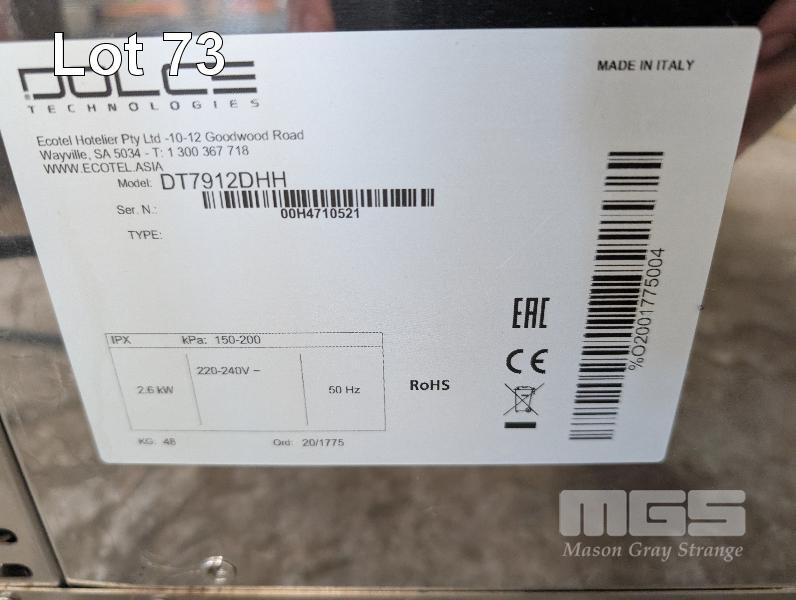 Lot 73
DOLCE
TECHNOLOGIES
MADE IN ITALY
Ecotel Hotelier Pty Ltd -10-12 Goodwood Road
Wayville, SA 5034 - T: 1 300 367 718
WWW.ECOTEL.ASIA
Model: DT7912DHH
Ser. N.:
00H4710521
TYPE:
%O2001775004
EAC
CE
RoHS
IPX kPa: 150-200
2.6 kW 220-240V ~ 50 Hz
KG: 48 Ord: 20/1775
MGS
Mason Gray Strange